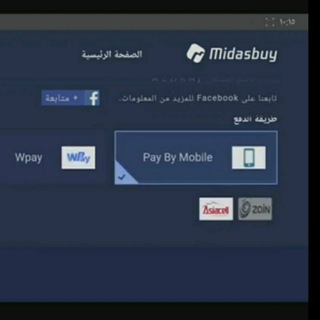 ١٠:١٥
Midasbuy
الصفحة الرئيسية
تابعنا على Facebook للمزيد من المعلومات.
+ متابعة
طريقة الدفع
Pay By Mobile
Wpay
WPay
ZAIN
Asiacell